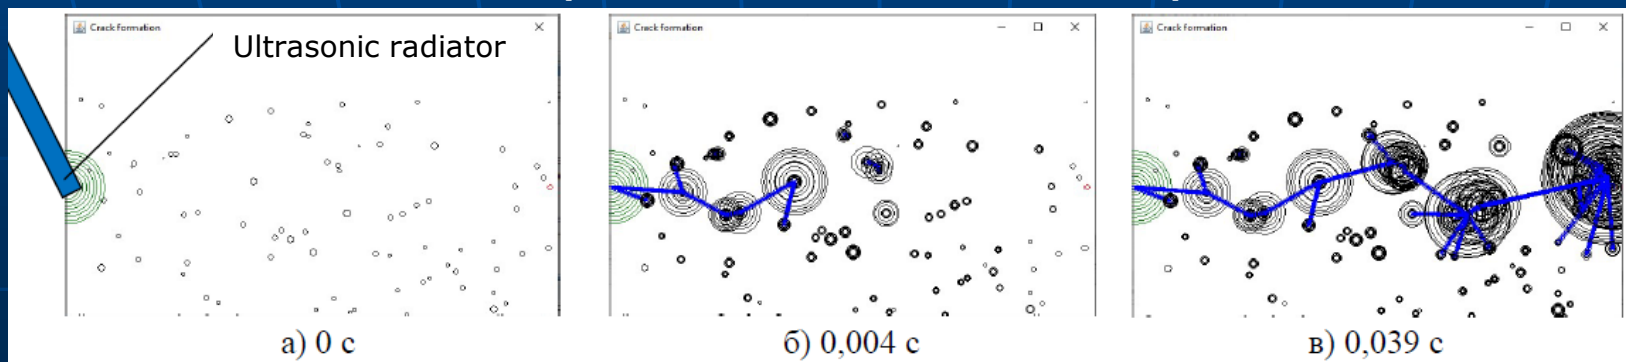 Crack formation
Ultrasonic radiator
Crack formation
Crack formation
а) 0 с
б) 0,004 с
в) 0,039 с